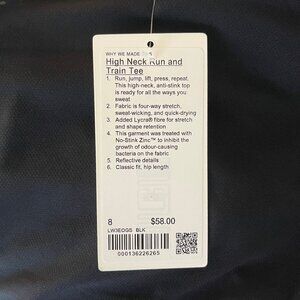 WHY WE MADE THIS
High Neck Run and
Train Tee
1. Run, jump, lift, press, repeat.
This high-neck, anti-stink top
is ready for all the ways you
sweat
2. Fabric is four-way stretch,
sweat-wicking, and quick-drying
3. Added Lycra® fibre for stretch
and shape retention
4. This garment was treated with
No-Stink Zinc™ to inhibit the
growth of odour-causing
bacteria on the fabric
5. Reflective details
6. Classic fit, hip length
8 $58.00
LW3EOGS BLK
000136226265